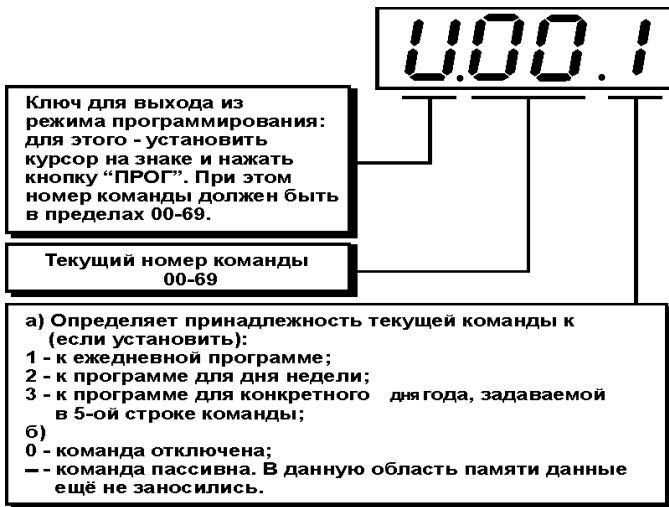 U.00.1
Ключ для выхода из
режима программирования:
для этого - установить
курсор на знаке и нажать
кнопку “ПРОГ”. При этом
номер команды должен быть
в пределах 00-69.
Текущий номер команды
00-69
а) Определяет принадлежность текущей команды к
(если установить):
1 - к ежедневной программе;
2 - к программе для дня недели;
3 - к программе для конкретного дня года, задаваемой
в 5-ой строке команды;
б)
0 - команда отключена;
– - команда пассивна. В данную область памяти данные
ещё не заносились.